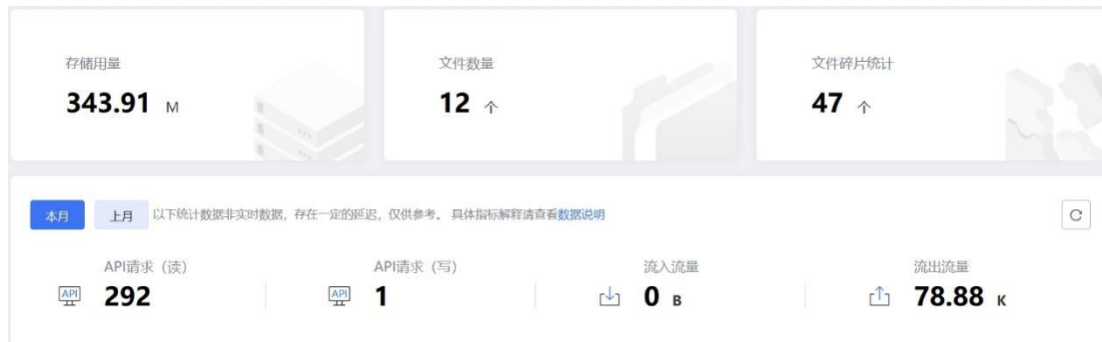 存储用量
343.91 M
文件数量
12 个
文件碎片统计
47 个
本月 上月 以下统计数据非实时数据，存在一定的延迟，仅供参考。 具体指标解释请查看数据说明
API请求（读）
API 292
API请求（写）
API 1
流入流量
0 B
流出流量
78.88 K